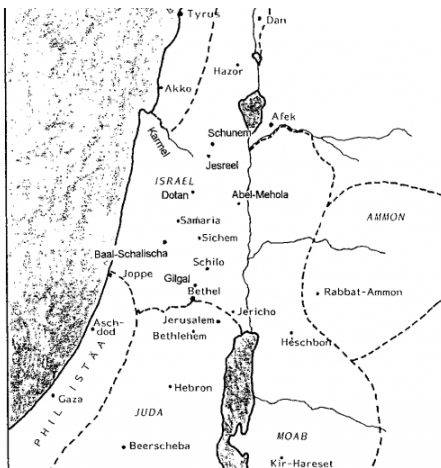 Tyrus
Dan
Hazor
Akko
Afek
Karmel
Schunem
Jesreel
ISRAEL
Dotan
Abel-Mehola
AMMON
Samaria
Sichem
Baal-Schalischa
Schilo
Joppe
Gilgal
Bethel
Rabbat-Ammon
Jericho
Asch-
dod
Jerusalem
Bethlehem
Heschbon
PHILISTÄA
Gaza
Hebron
JUDA
Beerscheba
MOAB
Kir-Hareset